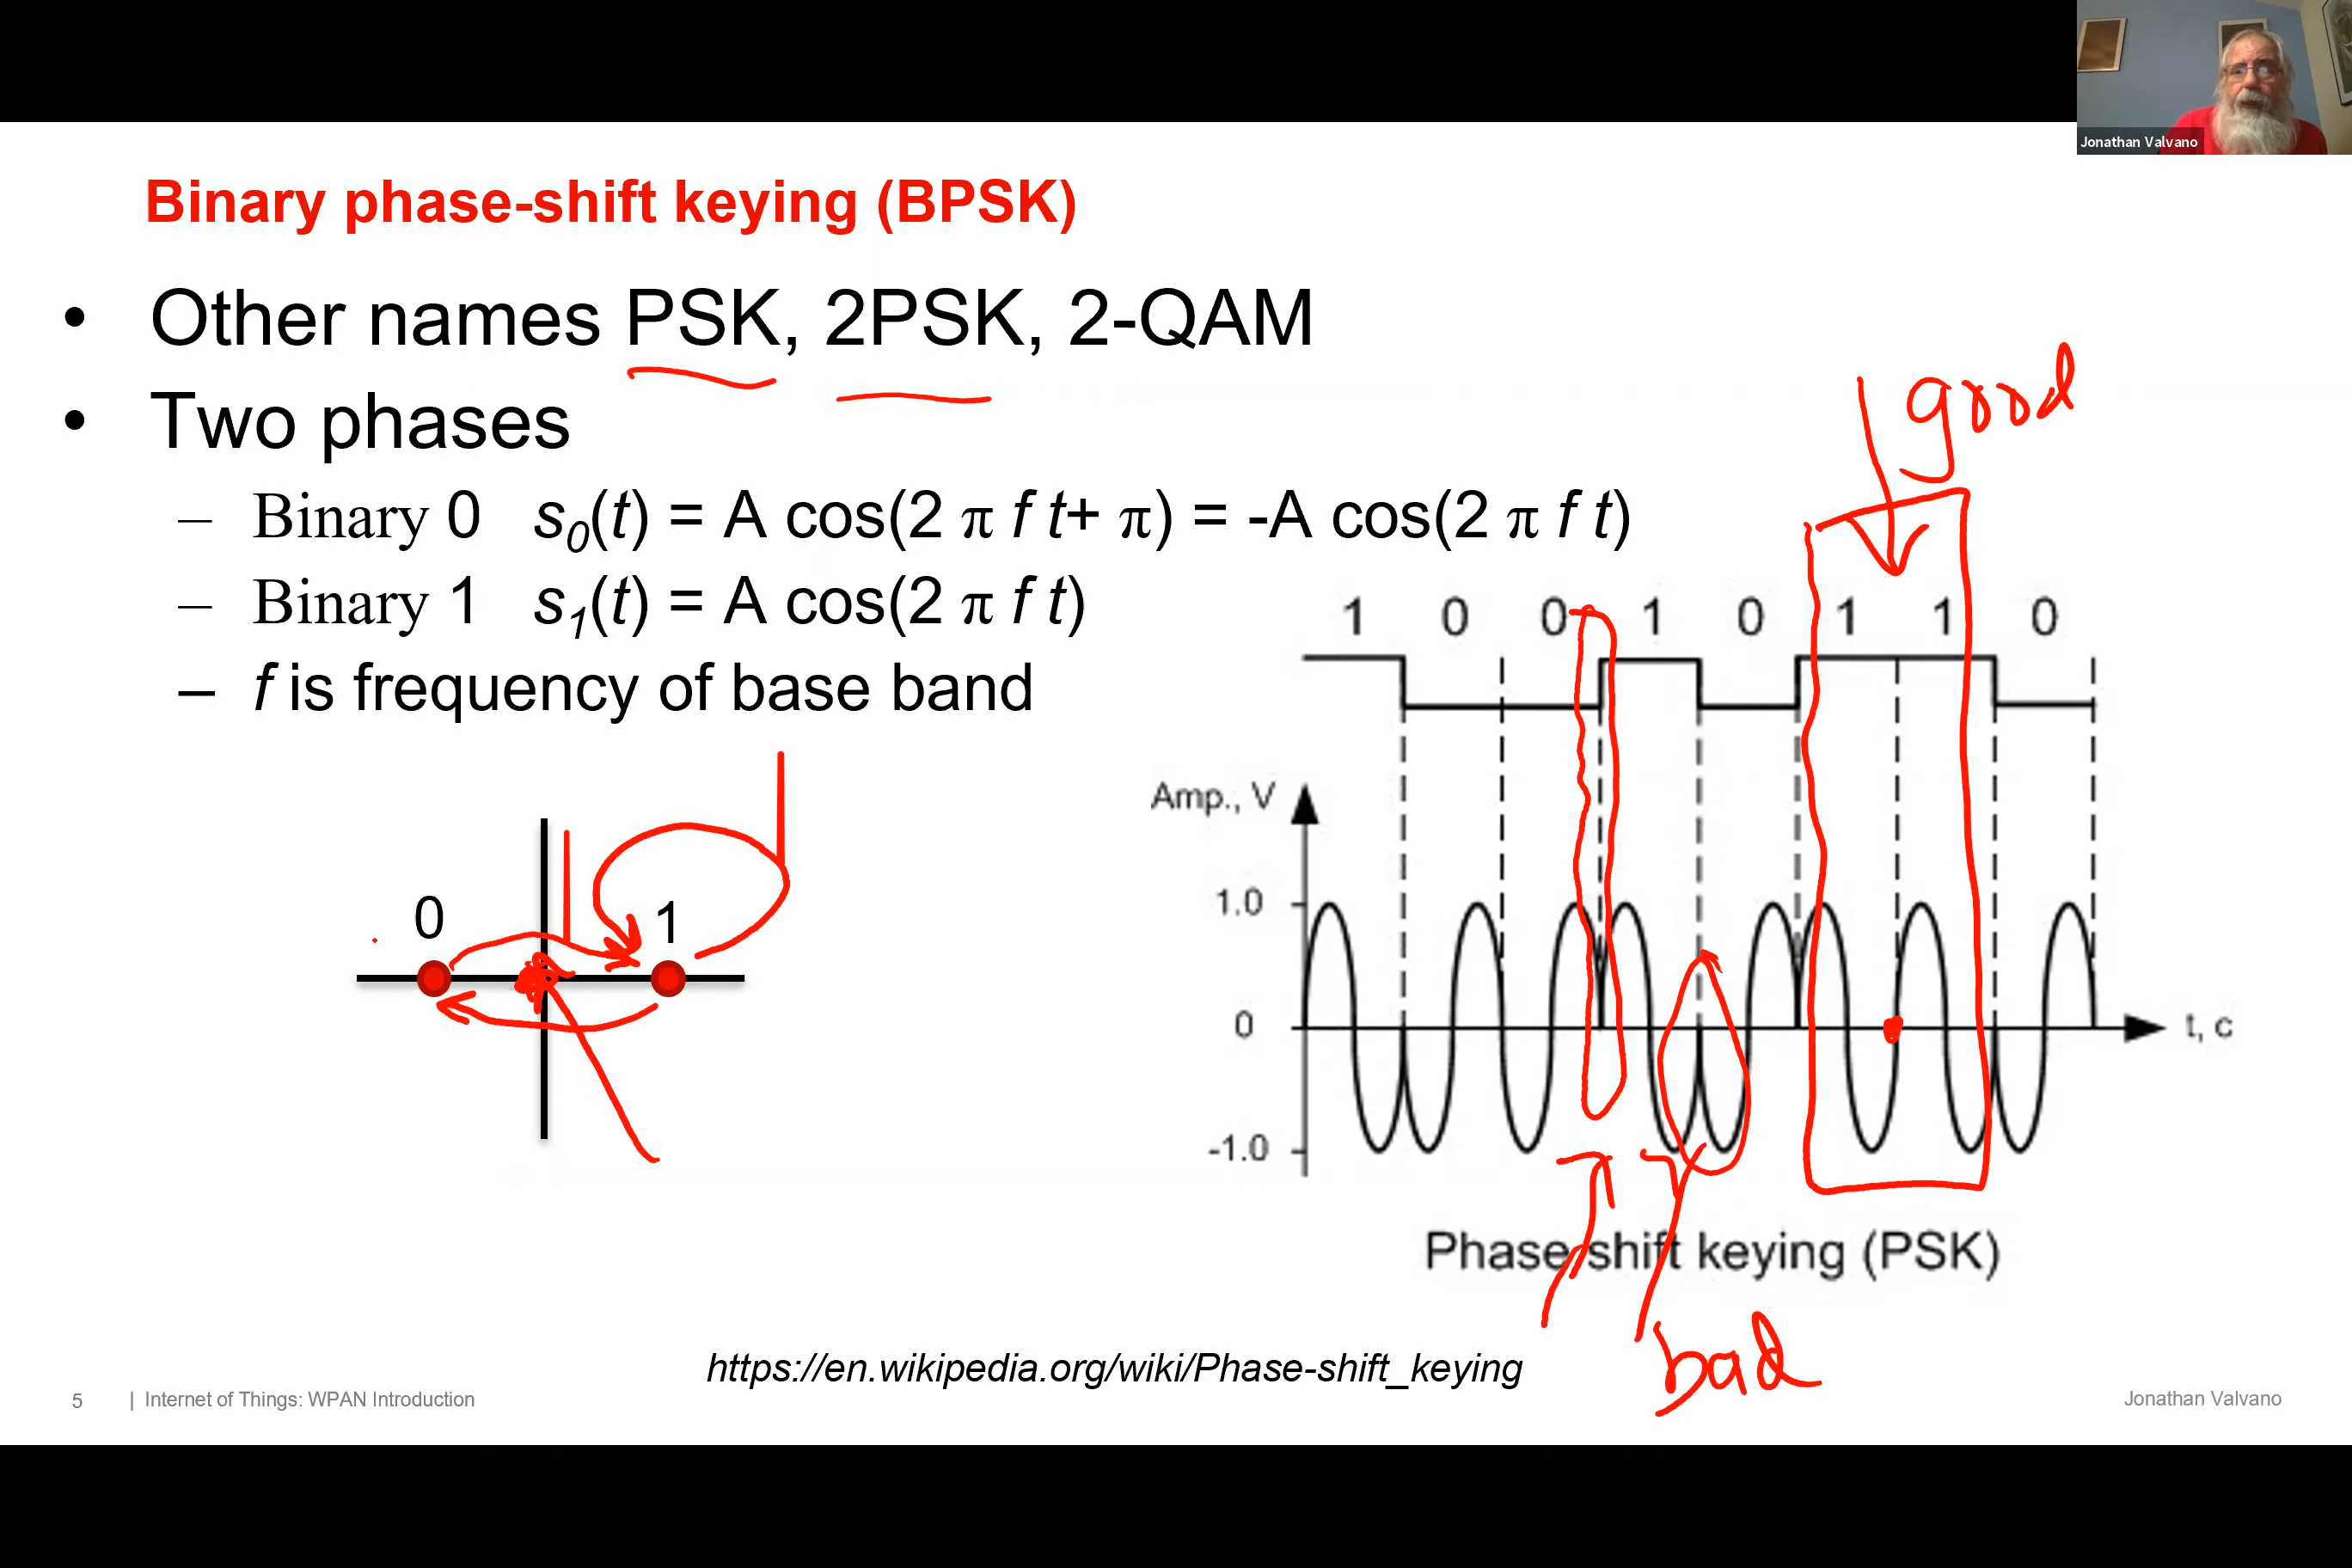 Jonathan Valvano
Binary phase-shift keying (BPSK)
• Other names PSK, 2PSK, 2-QAM
• Two phases
– Binary 0 s0(t) = A cos(2 π f t+ π) = -A cos(2 π f t)
– Binary 1 s1(t) = A cos(2 π f t)
– f is frequency of base band
good
1 0 0 1 0 1 1 0
Amp., V
1.0
0
-1.0
t, c
0 1
Phase shift keying (PSK)
bad
https://en.wikipedia.org/wiki/Phase-shift_keying
5 | Internet of Things: WPAN Introduction
Jonathan Valvano